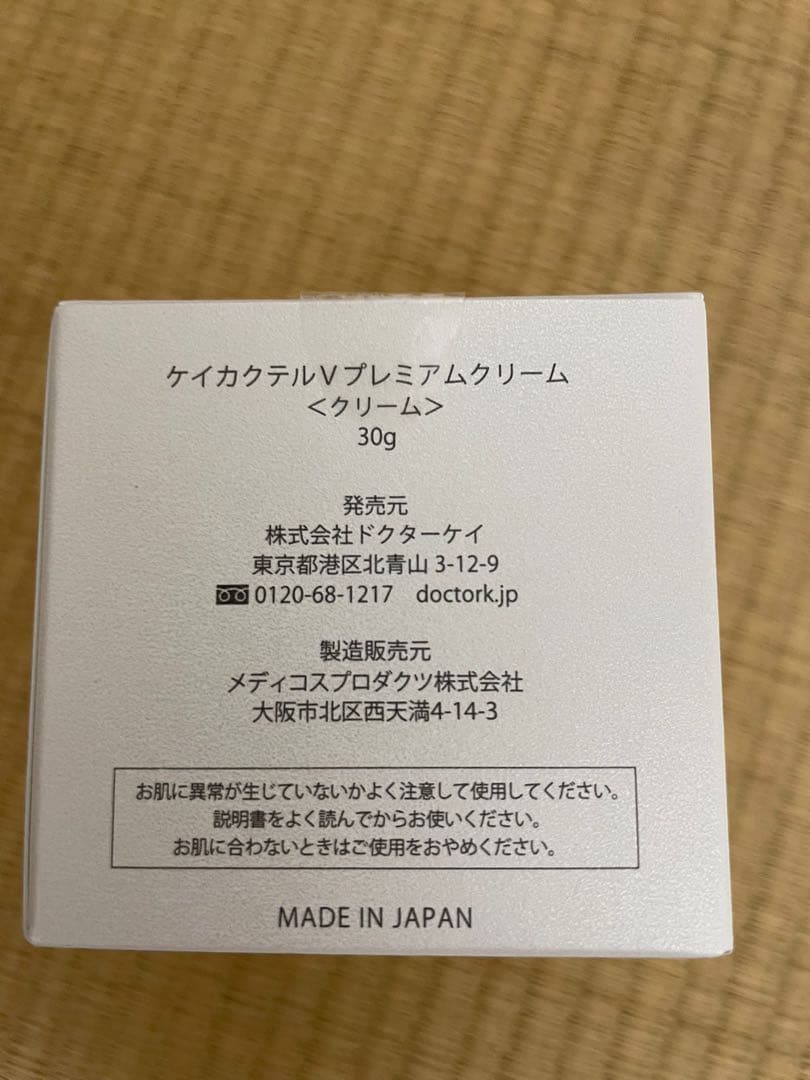 ケイカクテルVプレミアムクリーム
＜クリーム＞
30g
発売元
株式会社ドクターケイ
東京都港区北青山 3-12-9
0120-68-1217 doctork.jp
製造販売元
メディコスプロダクツ株式会社
大阪市北区西天満4-14-3
お肌に異常が生じていないかよく注意して使用してください。
説明書をよく読んでからお使いください。
お肌に合わないときはご使用をおやめください。
MADE IN JAPAN